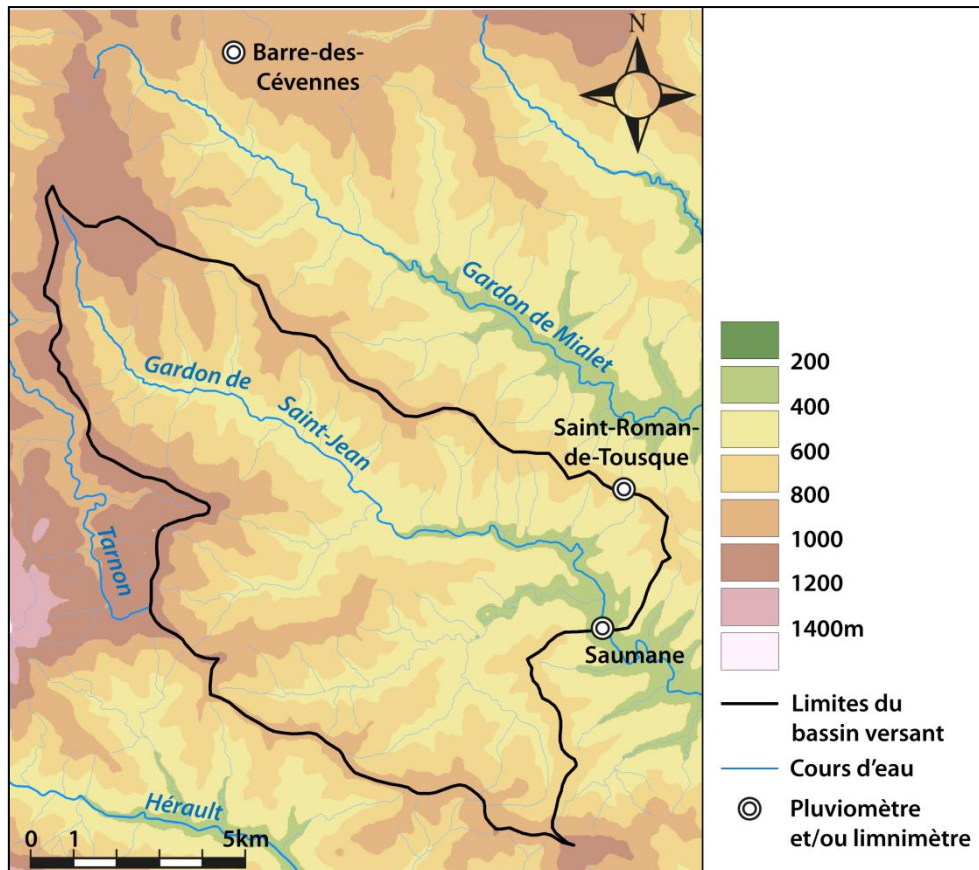 N
Barre-des-
Cévennes
Gardon de Mialet
Gardon de
Saint-Jean
Saint-Roman-
de-Tousque
Tarnon
Saumane
Hérault
0 1 5km
200
400
600
800
1000
1200
1400m
Limites du
bassin versant
Cours d'eau
Pluviomètre
et/ou limnimètre